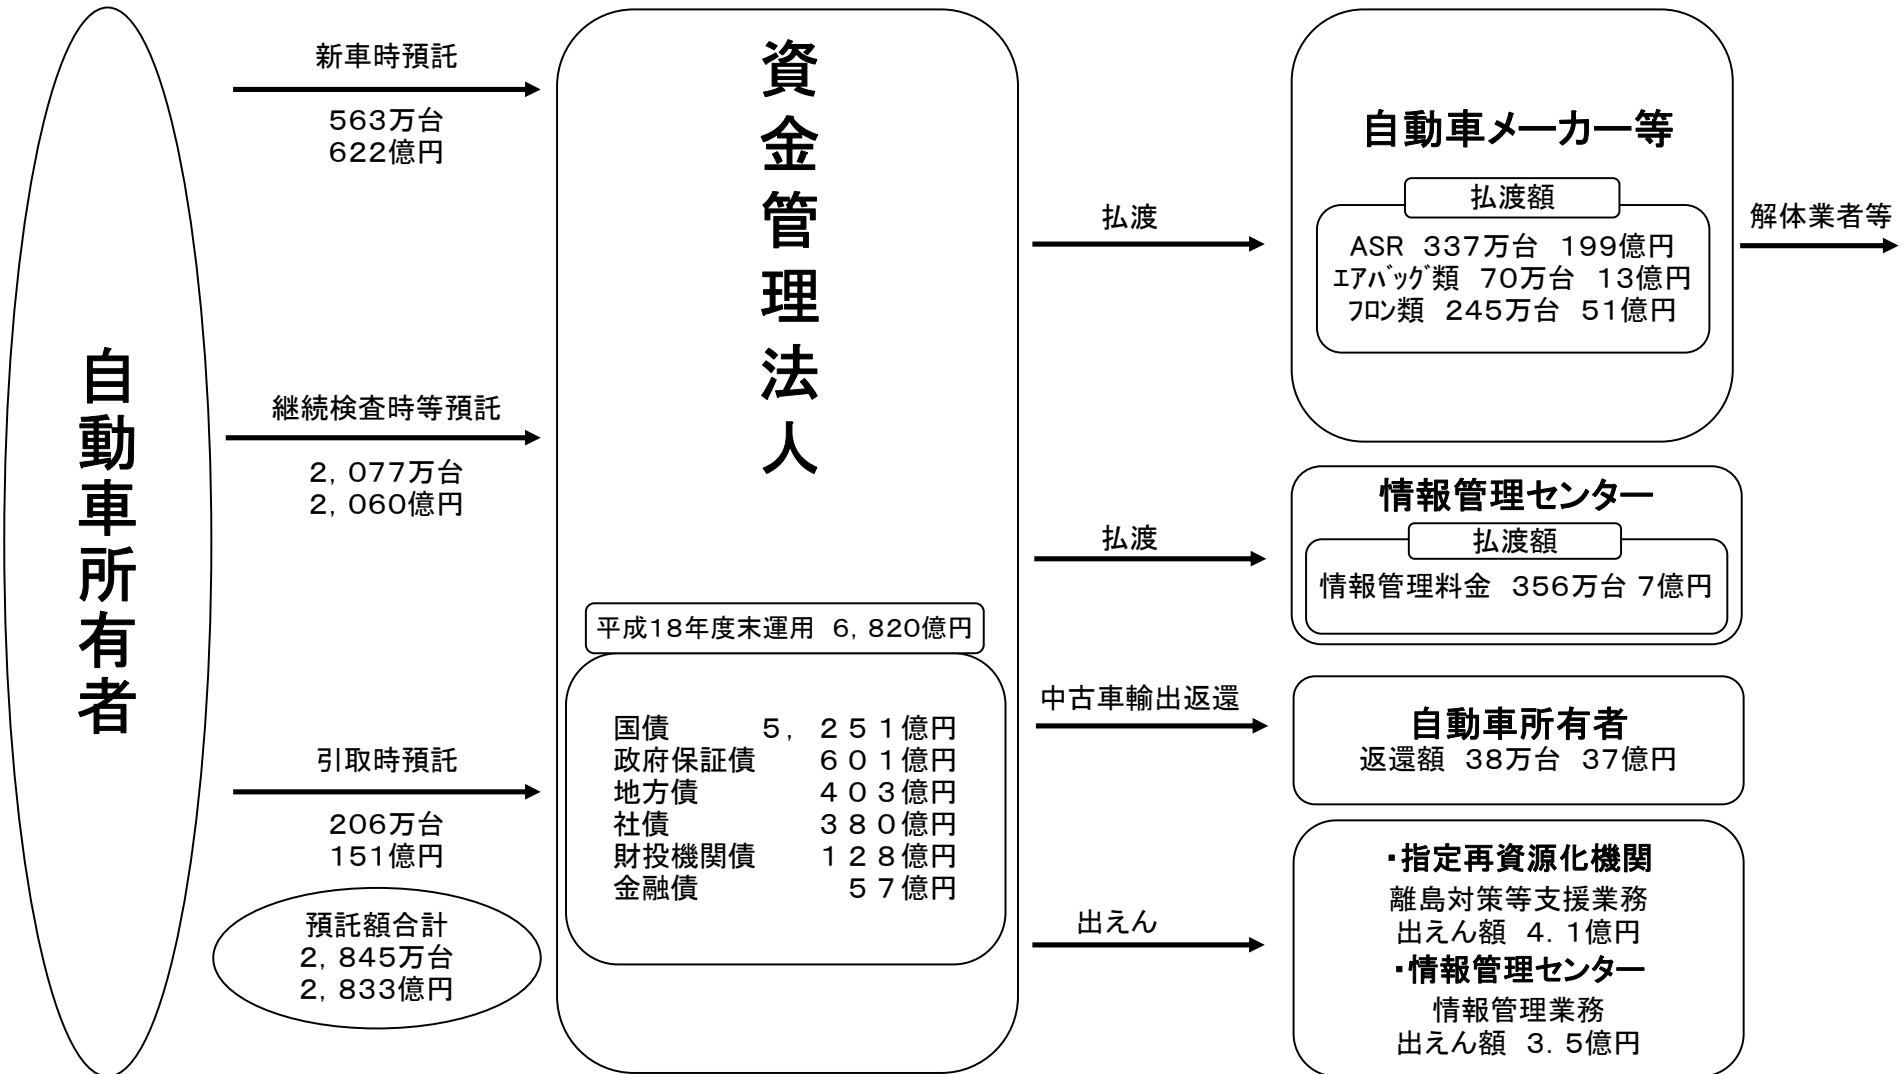 自動車所有者
新車時預託
563万台
622億円
継続検査時等預託
2,077万台
2,060億円
引取時預託
206万台
151億円
預託額合計
2,845万台
2,833億円
資金管理法人
平成18年度末運用 6,820億円
国債 5,251億円
政府保証債 601億円
地方債 403億円
社債 380億円
財投機関債 128億円
金融債 57億円
払渡
自動車メーカー等
払渡額
ASR 337万台 199億円
エアバッグ類 70万台 13億円
フロン類 245万台 51億円
解体業者等
払渡
情報管理センター
払渡額
情報管理料金 356万台 7億円
中古車輸出返還
自動車所有者
返還額 38万台 37億円
出えん
・指定再資源化機関
離島対策等支援業務
出えん額 4.1億円
・情報管理センター
情報管理業務
出えん額 3.5億円